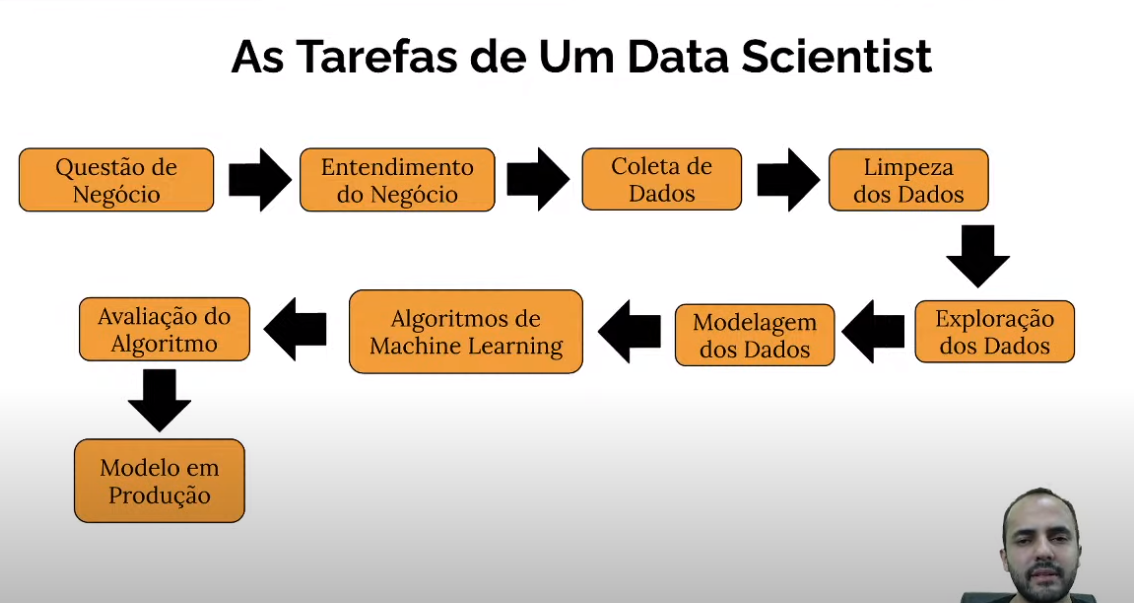 As Tarefas de Um Data Scientist
Questão de
Negócio
Entendimento
do Negócio
Coleta de
Dados
Limpeza
dos Dados
Exploração
dos Dados
Modelagem
dos Dados
Algoritmos de
Machine Learning
Avaliação do
Algoritmo
Modelo em
Produção